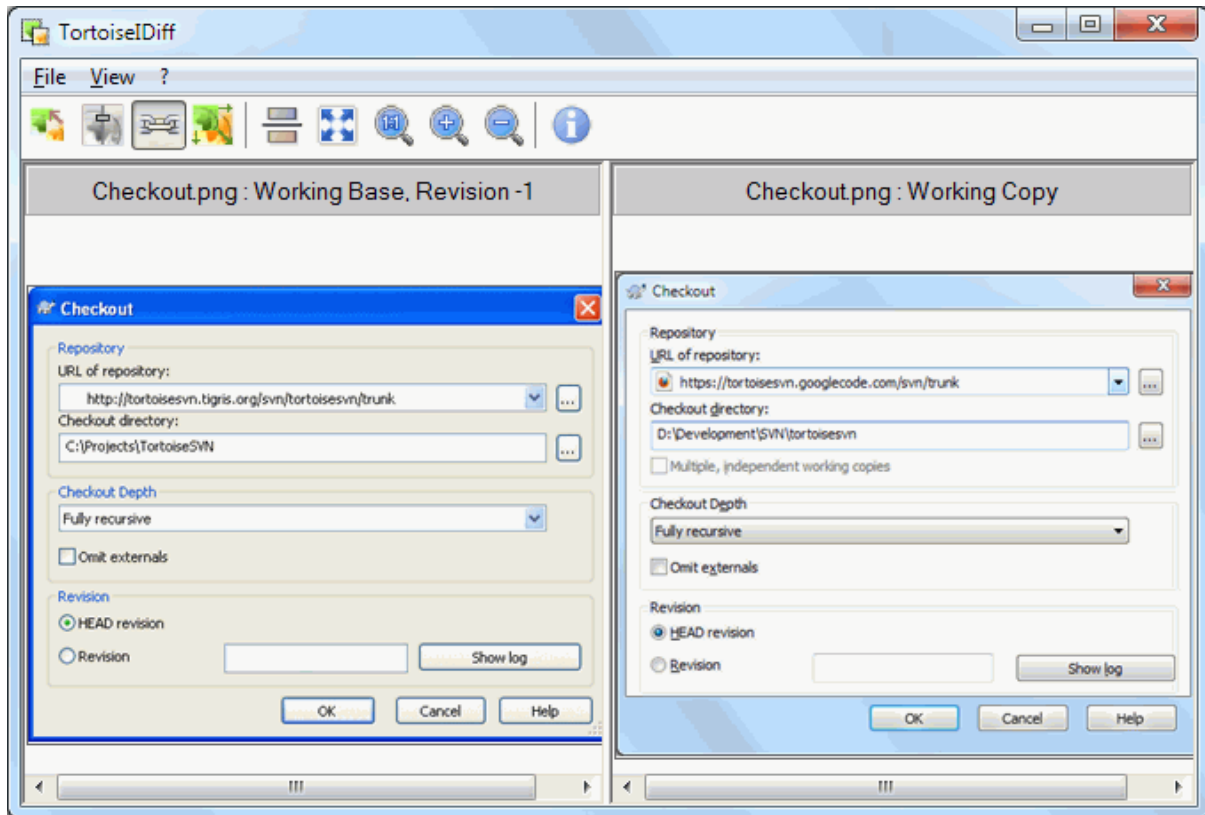 TortoiseIDiff
File View ?
Checkout.png : Working Base, Revision -1
Checkout
Repository
URL of repository:
http://tortoisesvn.tigris.org/svn/tortoisesvn/trunk
...
Checkout directory:
C:\Projects\TortoiseSVN
...
Checkout Depth
Fully recursive
Omit externals
Revision
HEAD revision
Revision
Show log
OK Cancel Help
Checkout.png : Working Copy
Checkout
Repository
URL of repository:
https://tortoisesvn.googlecode.com/svn/trunk
...
Checkout directory:
D:\Development\SVN\tortoisesvn
...
Multiple, independent working copies
Checkout Depth
Fully recursive
Omit externals
Revision
HEAD revision
Revision
Show log
OK Cancel Help